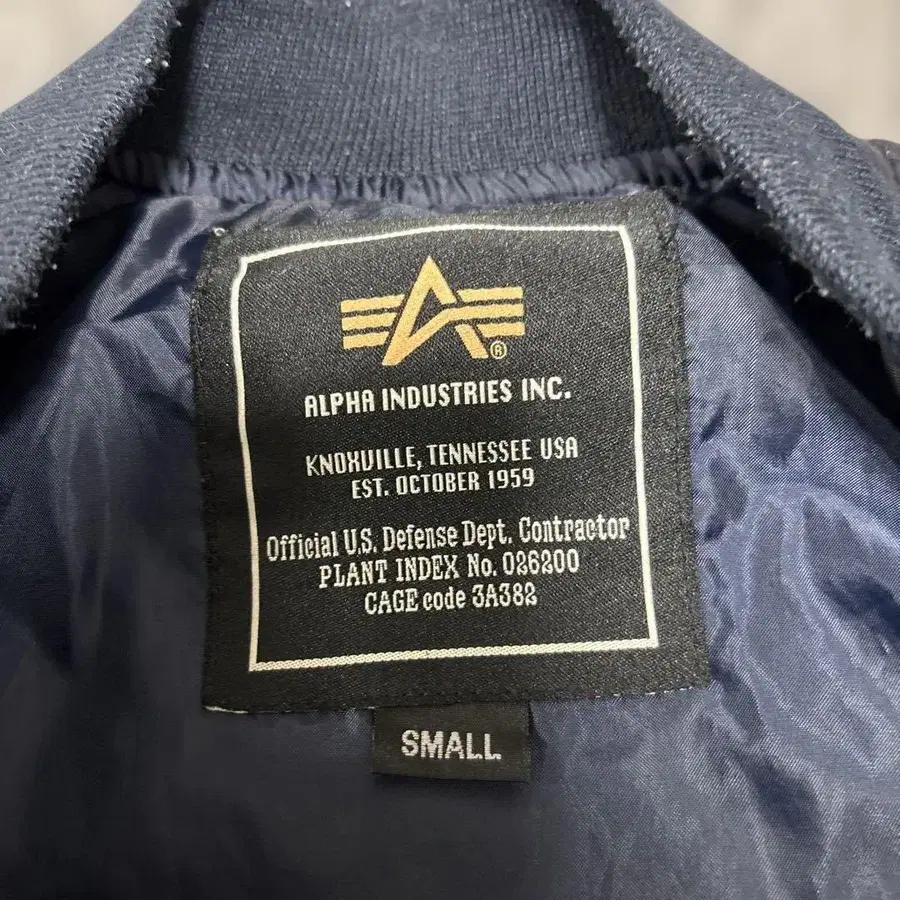 ®
ALPHA INDUSTRIES INC.
KNOXVILLE, TENNESSEE USA
EST. OCTOBER 1959
Official U.S. Defense Dept. Contractor
PLANT INDEX No. 026200
CAGE code 3A382
SMALL